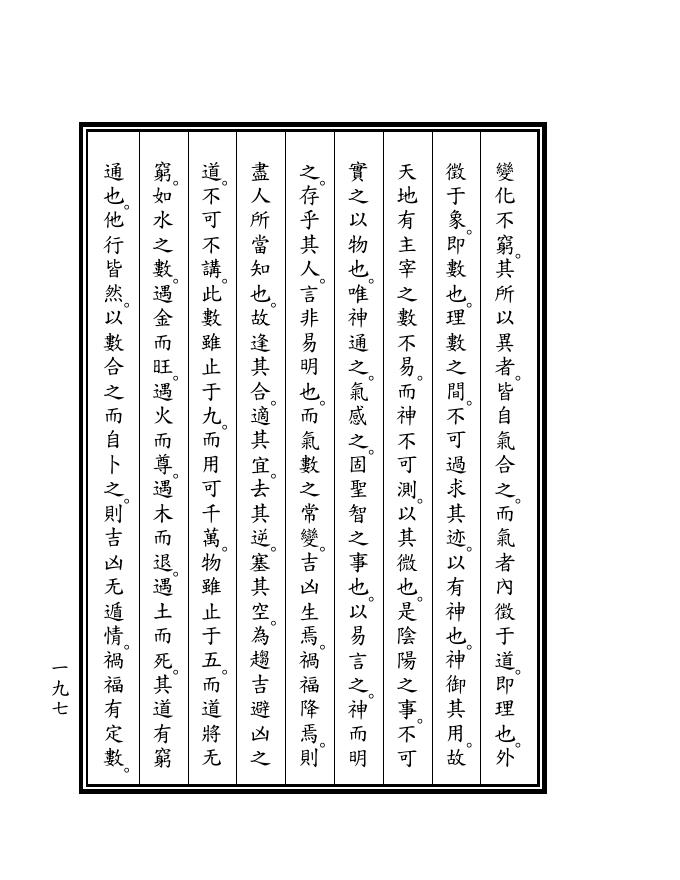 變化不窮。其所以異者。皆自氣合之。而氣者內徵于道。即理也。外
徵于象。即數也。理數之間。不可過求其迹。以有神也。神御其用。故
天地有主宰之數不易。而神不可測。以其微也。是陰陽之事。不可
實之以物也。唯神通之。氣感之。固聖智之事也。以易言之。神而明
之。存乎其人。言非易明也。而氣數之常變。吉凶生焉。禍福降焉。則
盡人所當知也。故逢其合。適其宜。去其逆。塞其空。為趨吉避凶之
道。不可不講。此數雖止于九。而用可千萬。物雖止于五。而道將无
窮。如水之數。遇金而旺。遇火而尊。遇木而退。遇土而死。其道有窮
通也。他行皆然。以數合之而自卜之。則吉凶无遁情。禍福有定數。
一九七